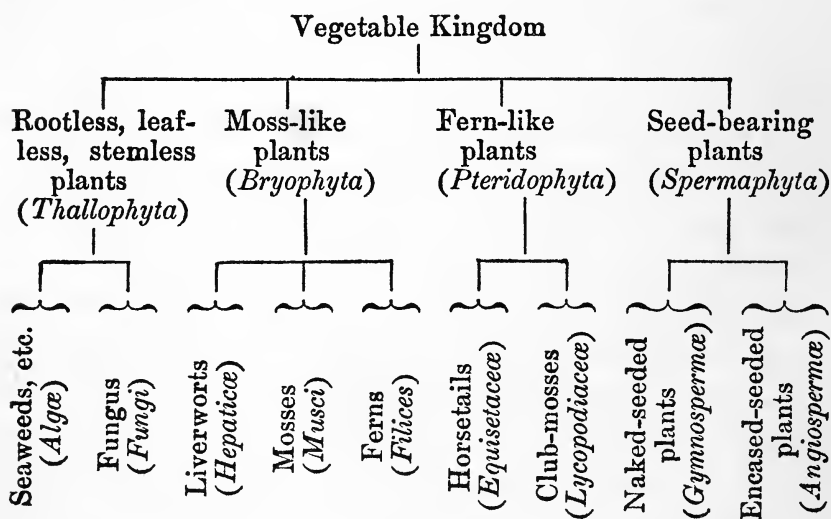 Vegetable Kingdom
Rootless, leaf-
less, stemless
plants
(Thallophyta)
Moss-like
plants
(Bryophyta)
Fern-like
plants
(Pteridophyta)
Seed-bearing
plants
(Spermaphyta)
Seaweeds, etc.
(Algæ)
Fungus
(Fungi)
Liverworts
(Hepaticæ)
Mosses
(Musci)
Ferns
(Filices)
Horsetails
(Equisetaceæ)
Club-mosses
(Lycopodiaceæ)
Naked-seeded
plants
(Gymnospermæ)
Encased-seeded
plants
(Angiospermæ)